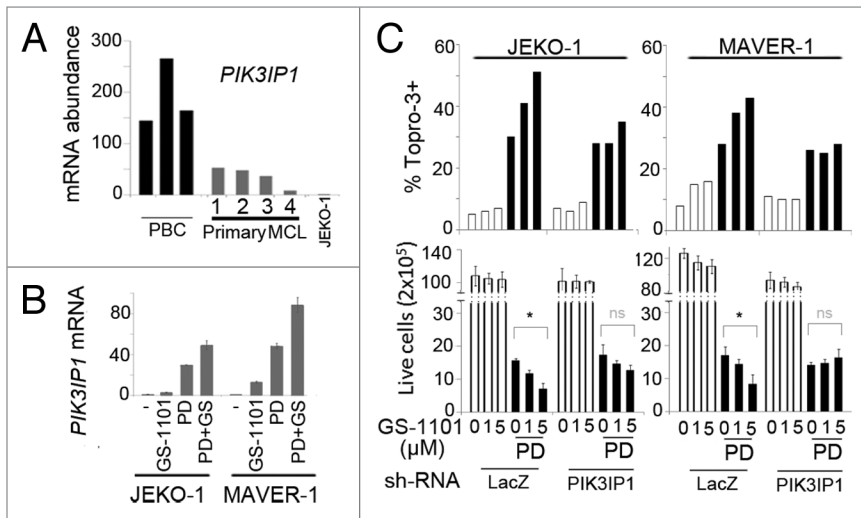 A
mRNA abundance
300
200
100
0
PIK3IP1
1 2 3 4
PBC
Primary MCL
JEKO-1
B
PIK3IP1 mRNA
80
40
0
- GS-1101 PD PD+GS
- GS-1101 PD PD+GS
JEKO-1 MAVER-1
C
JEKO-1 MAVER-1
% Topro-3+
60
40
20
0
60
40
20
0
Live cells (2x10⁵)
140
100
30
20
10
0
* ns
120
80
30
20
10
0
* ns
GS-1101 0 1 5 0 1 5 0 1 5 0 1 5 0 1 5 0 1 5 0 1 5 0 1 5
(µM) PD PD PD PD
sh-RNA LacZ PIK3IP1 LacZ PIK3IP1